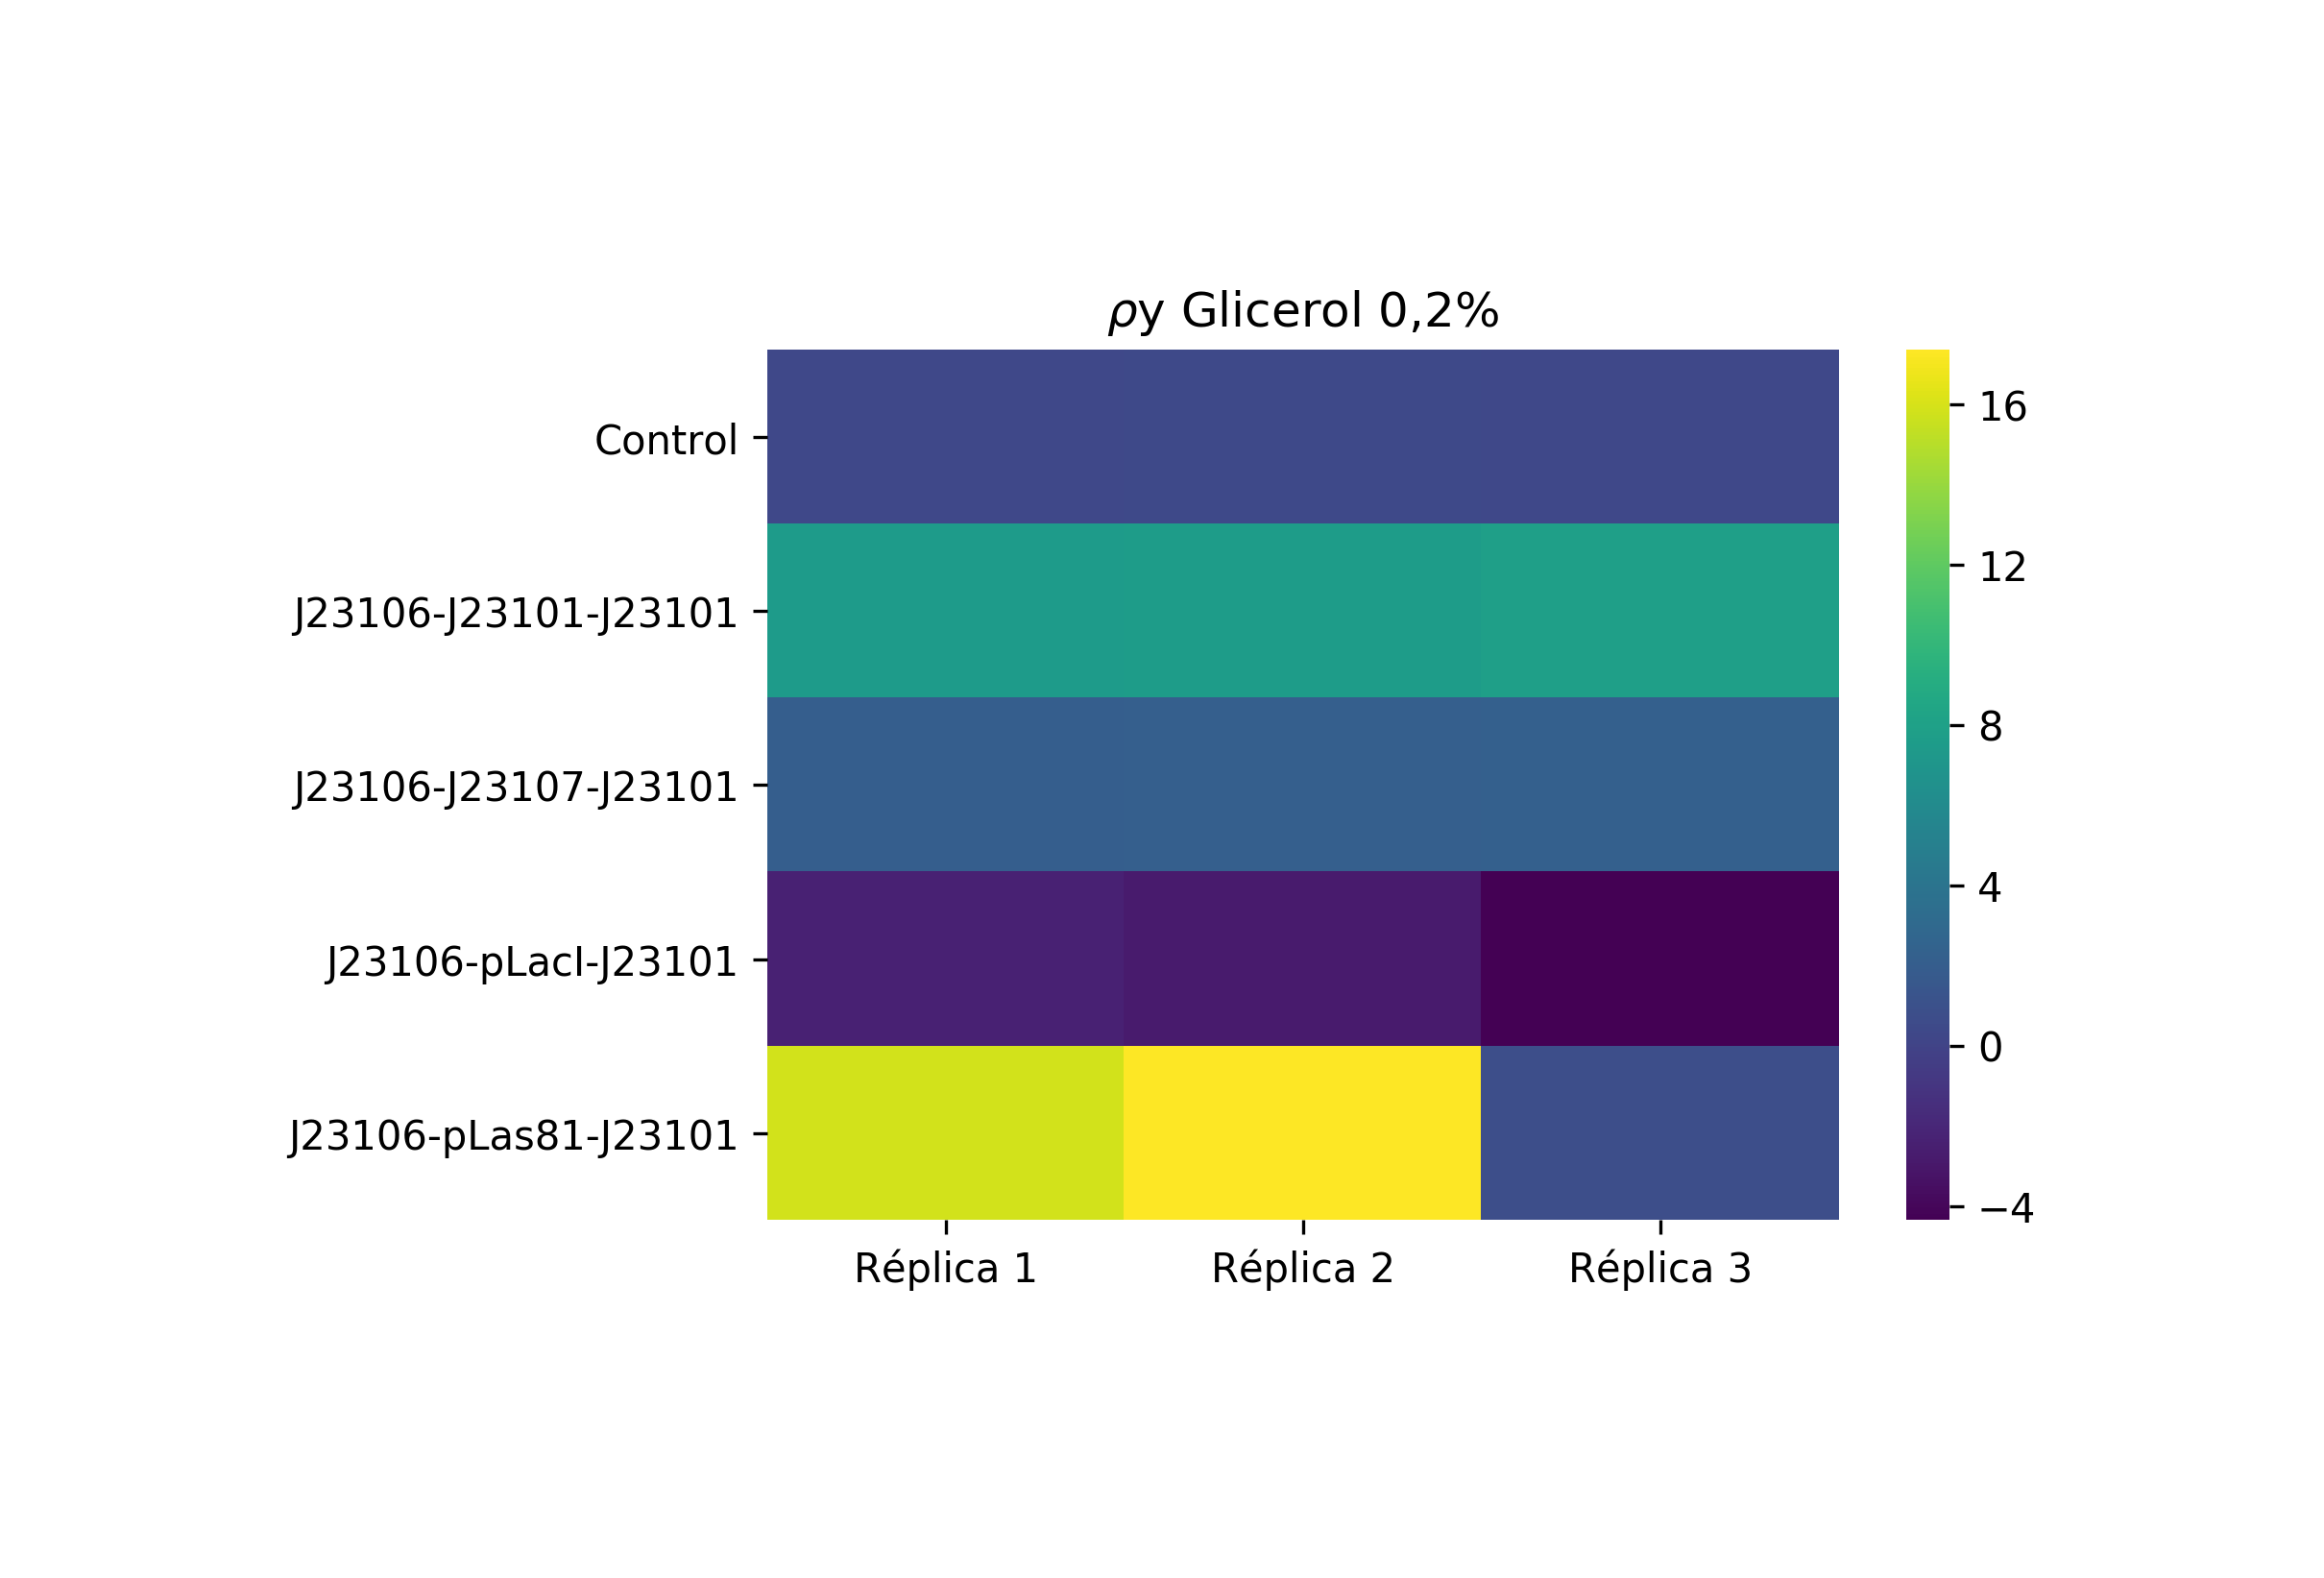 ρy Glicerol 0,2%
Control
J23106-J23101-J23101
J23106-J23107-J23101
J23106-pLacI-J23101
J23106-pLas81-J23101
Réplica 1
Réplica 2
Réplica 3
16
12
8
4
0
−4